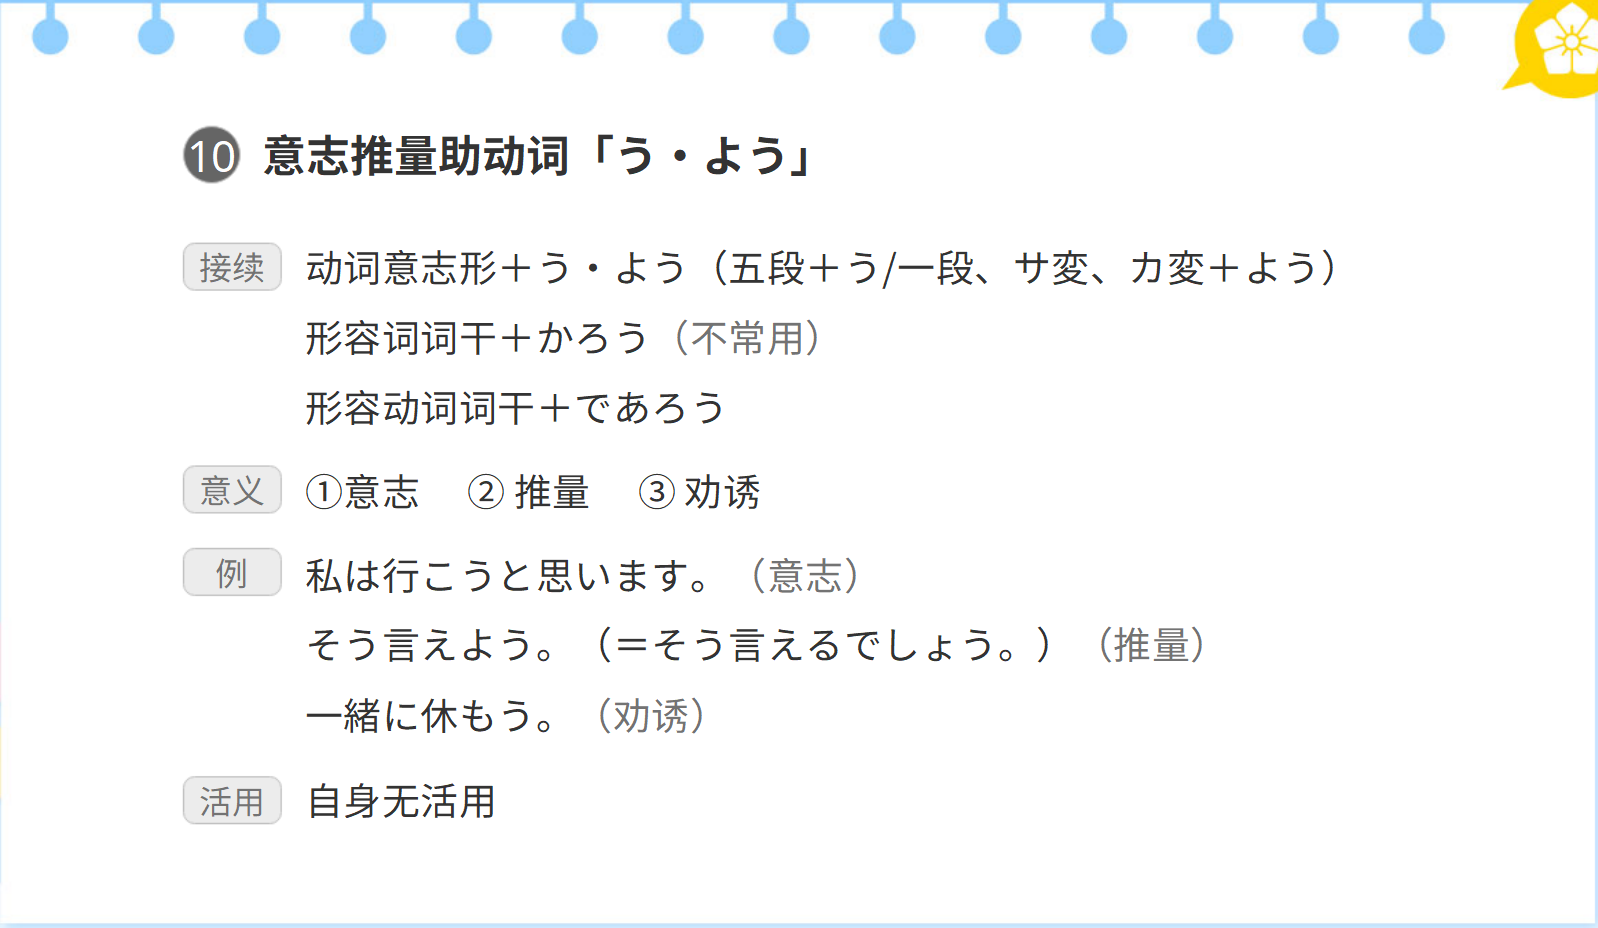 10 意志推量助动词「う・よう」
接续 动词意志形＋う・よう（五段＋う/一段、サ変、カ変＋よう）
形容词词干＋かろう（不常用）
形容动词词干＋であろう
意义 ①意志 ② 推量 ③ 劝诱
例 私は行こうと思います。（意志）
そう言えよう。（＝そう言えるでしょう。）（推量）
一緒に休もう。（劝诱）
活用 自身无活用